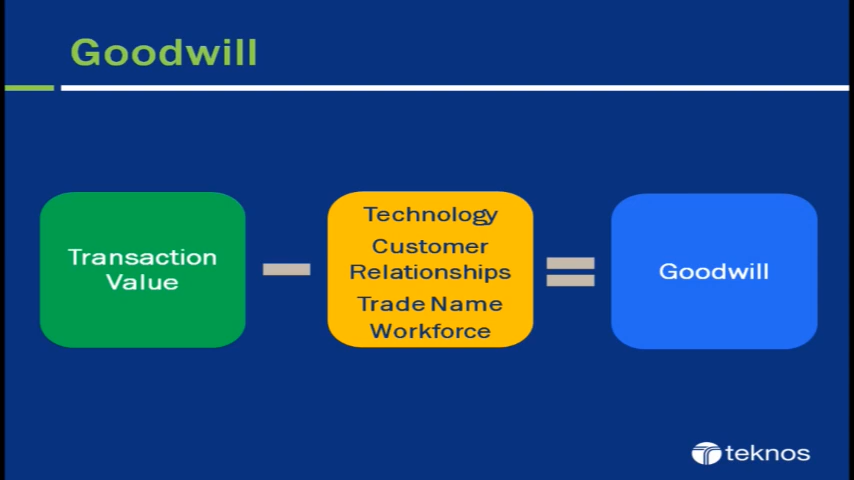 Goodwill
Transaction
Value
Technology
Customer
Relationships
Trade Name
Workforce
Goodwill
teknos